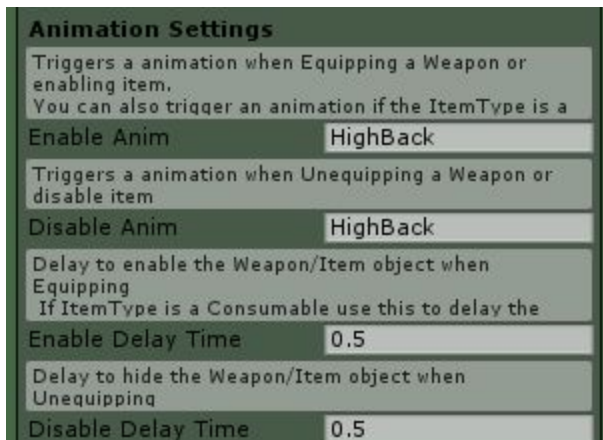 Animation Settings
Triggers a animation when Equipping a Weapon or
enabling item.
You can also trigger an animation if the ItemType is a
Enable Anim HighBack
Triggers a animation when Unequipping a Weapon or
disable item
Disable Anim HighBack
Delay to enable the Weapon/Item object when
Equipping
If ItemType is a Consumable use this to delay the
Enable Delay Time 0.5
Delay to hide the Weapon/Item object when
Unequipping
Disable Delay Time 0.5